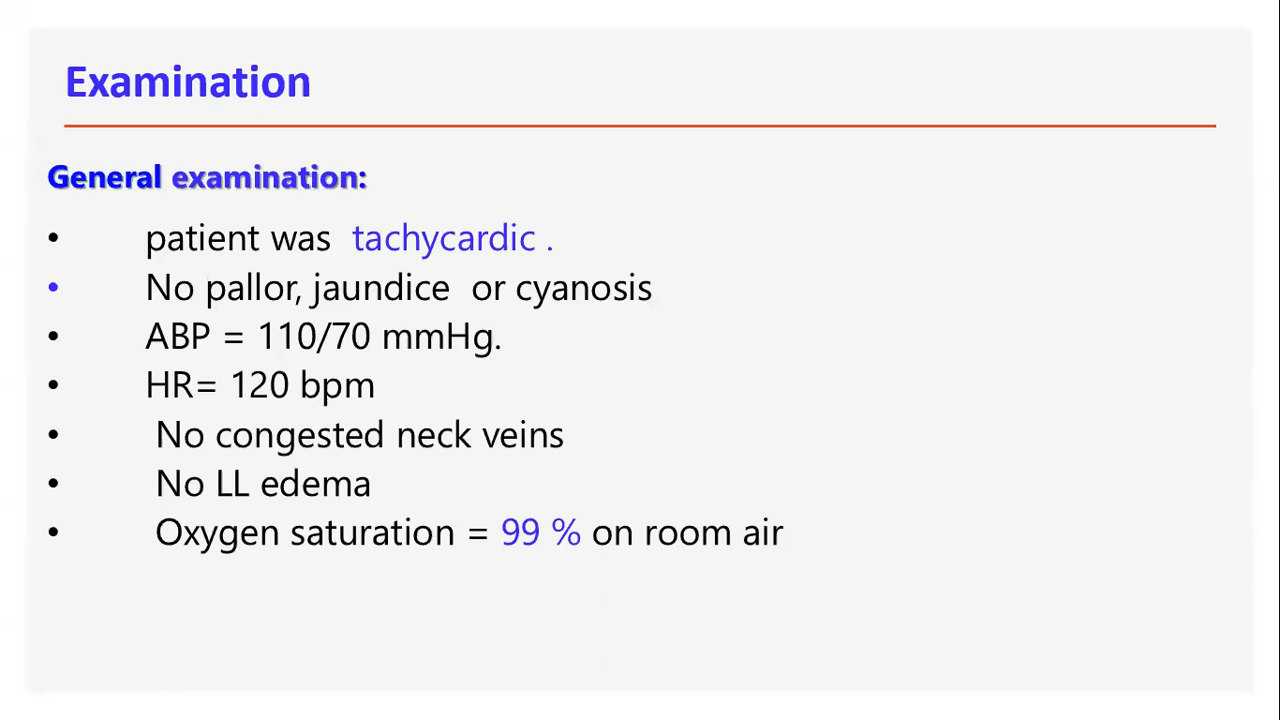 Examination
General examination:
• patient was tachycardic .
• No pallor, jaundice or cyanosis
• ABP = 110/70 mmHg.
• HR= 120 bpm
• No congested neck veins
• No LL edema
• Oxygen saturation = 99 % on room air